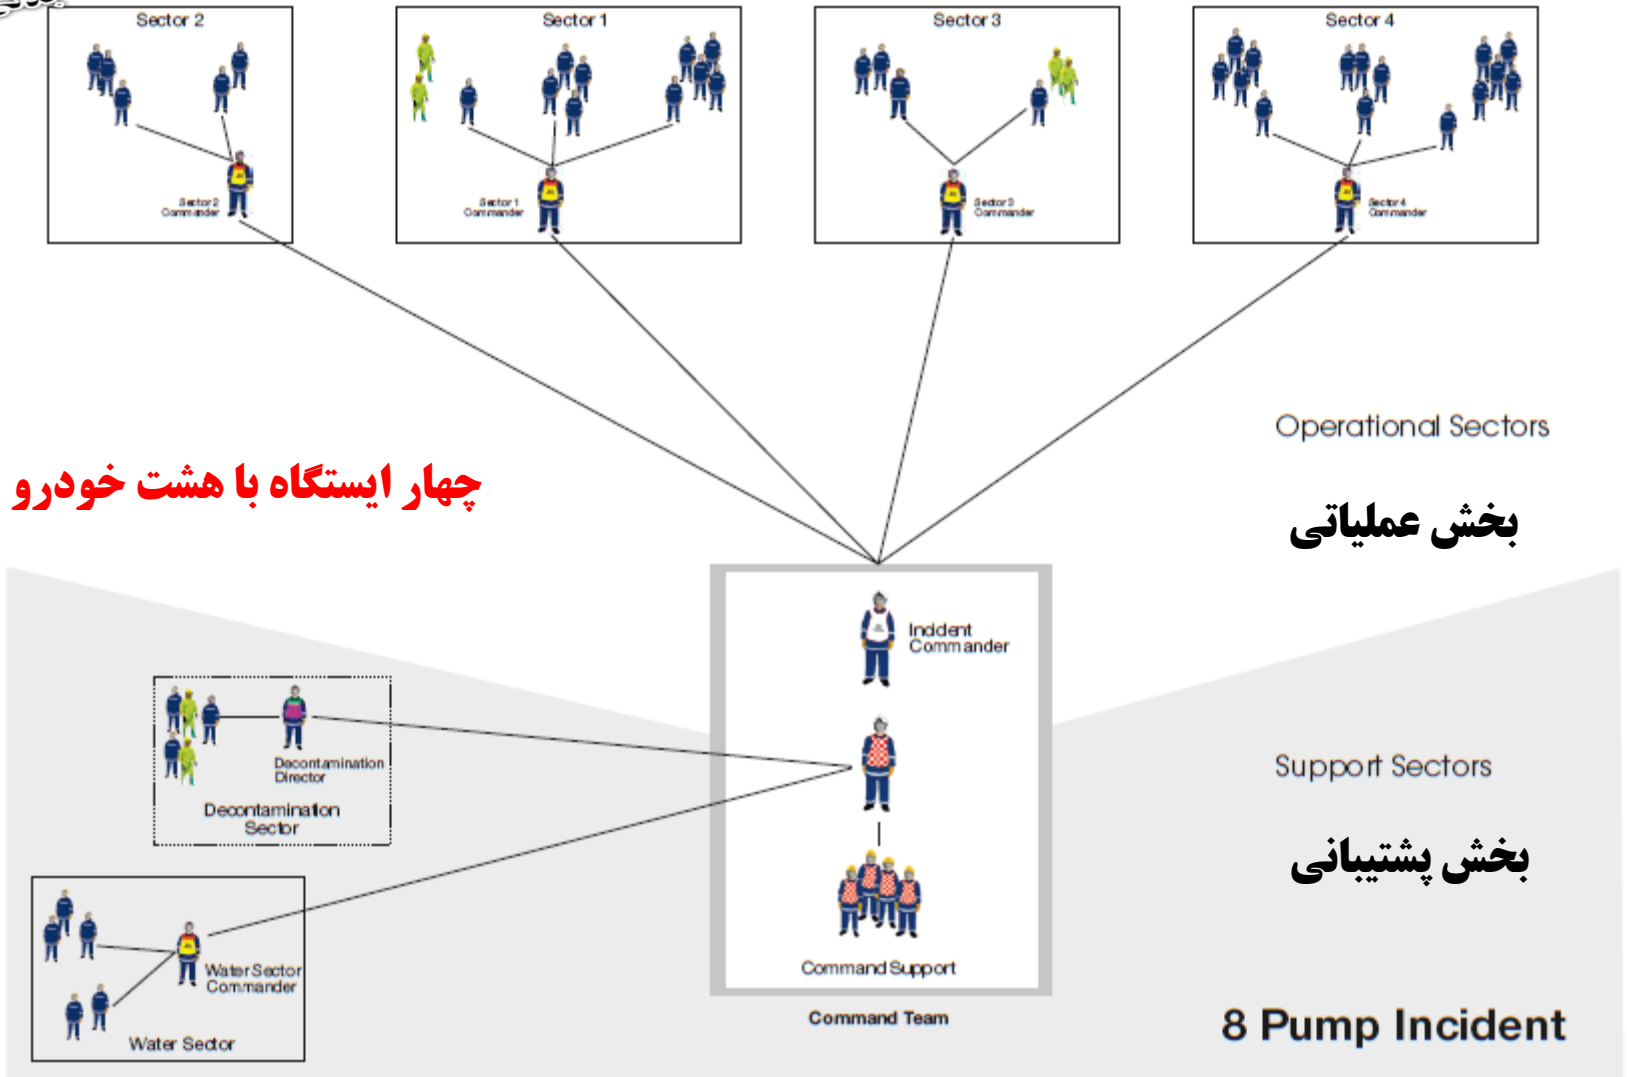 Sector 2
Sector 1
Sector 3
Sector 4
Sector 2
Commander
Sector 1
Commander
Sector 3
Commander
Sector 4
Commander
Operational Sectors
چهار ایستگاه با هشت خودرو
بخش عملیاتی
Incident
Commander
Decontamination
Director
Decontamination
Sector
Support Sectors
بخش پشتیبانی
Water Sector
Commander
Water Sector
Command Support
Command Team
8 Pump Incident